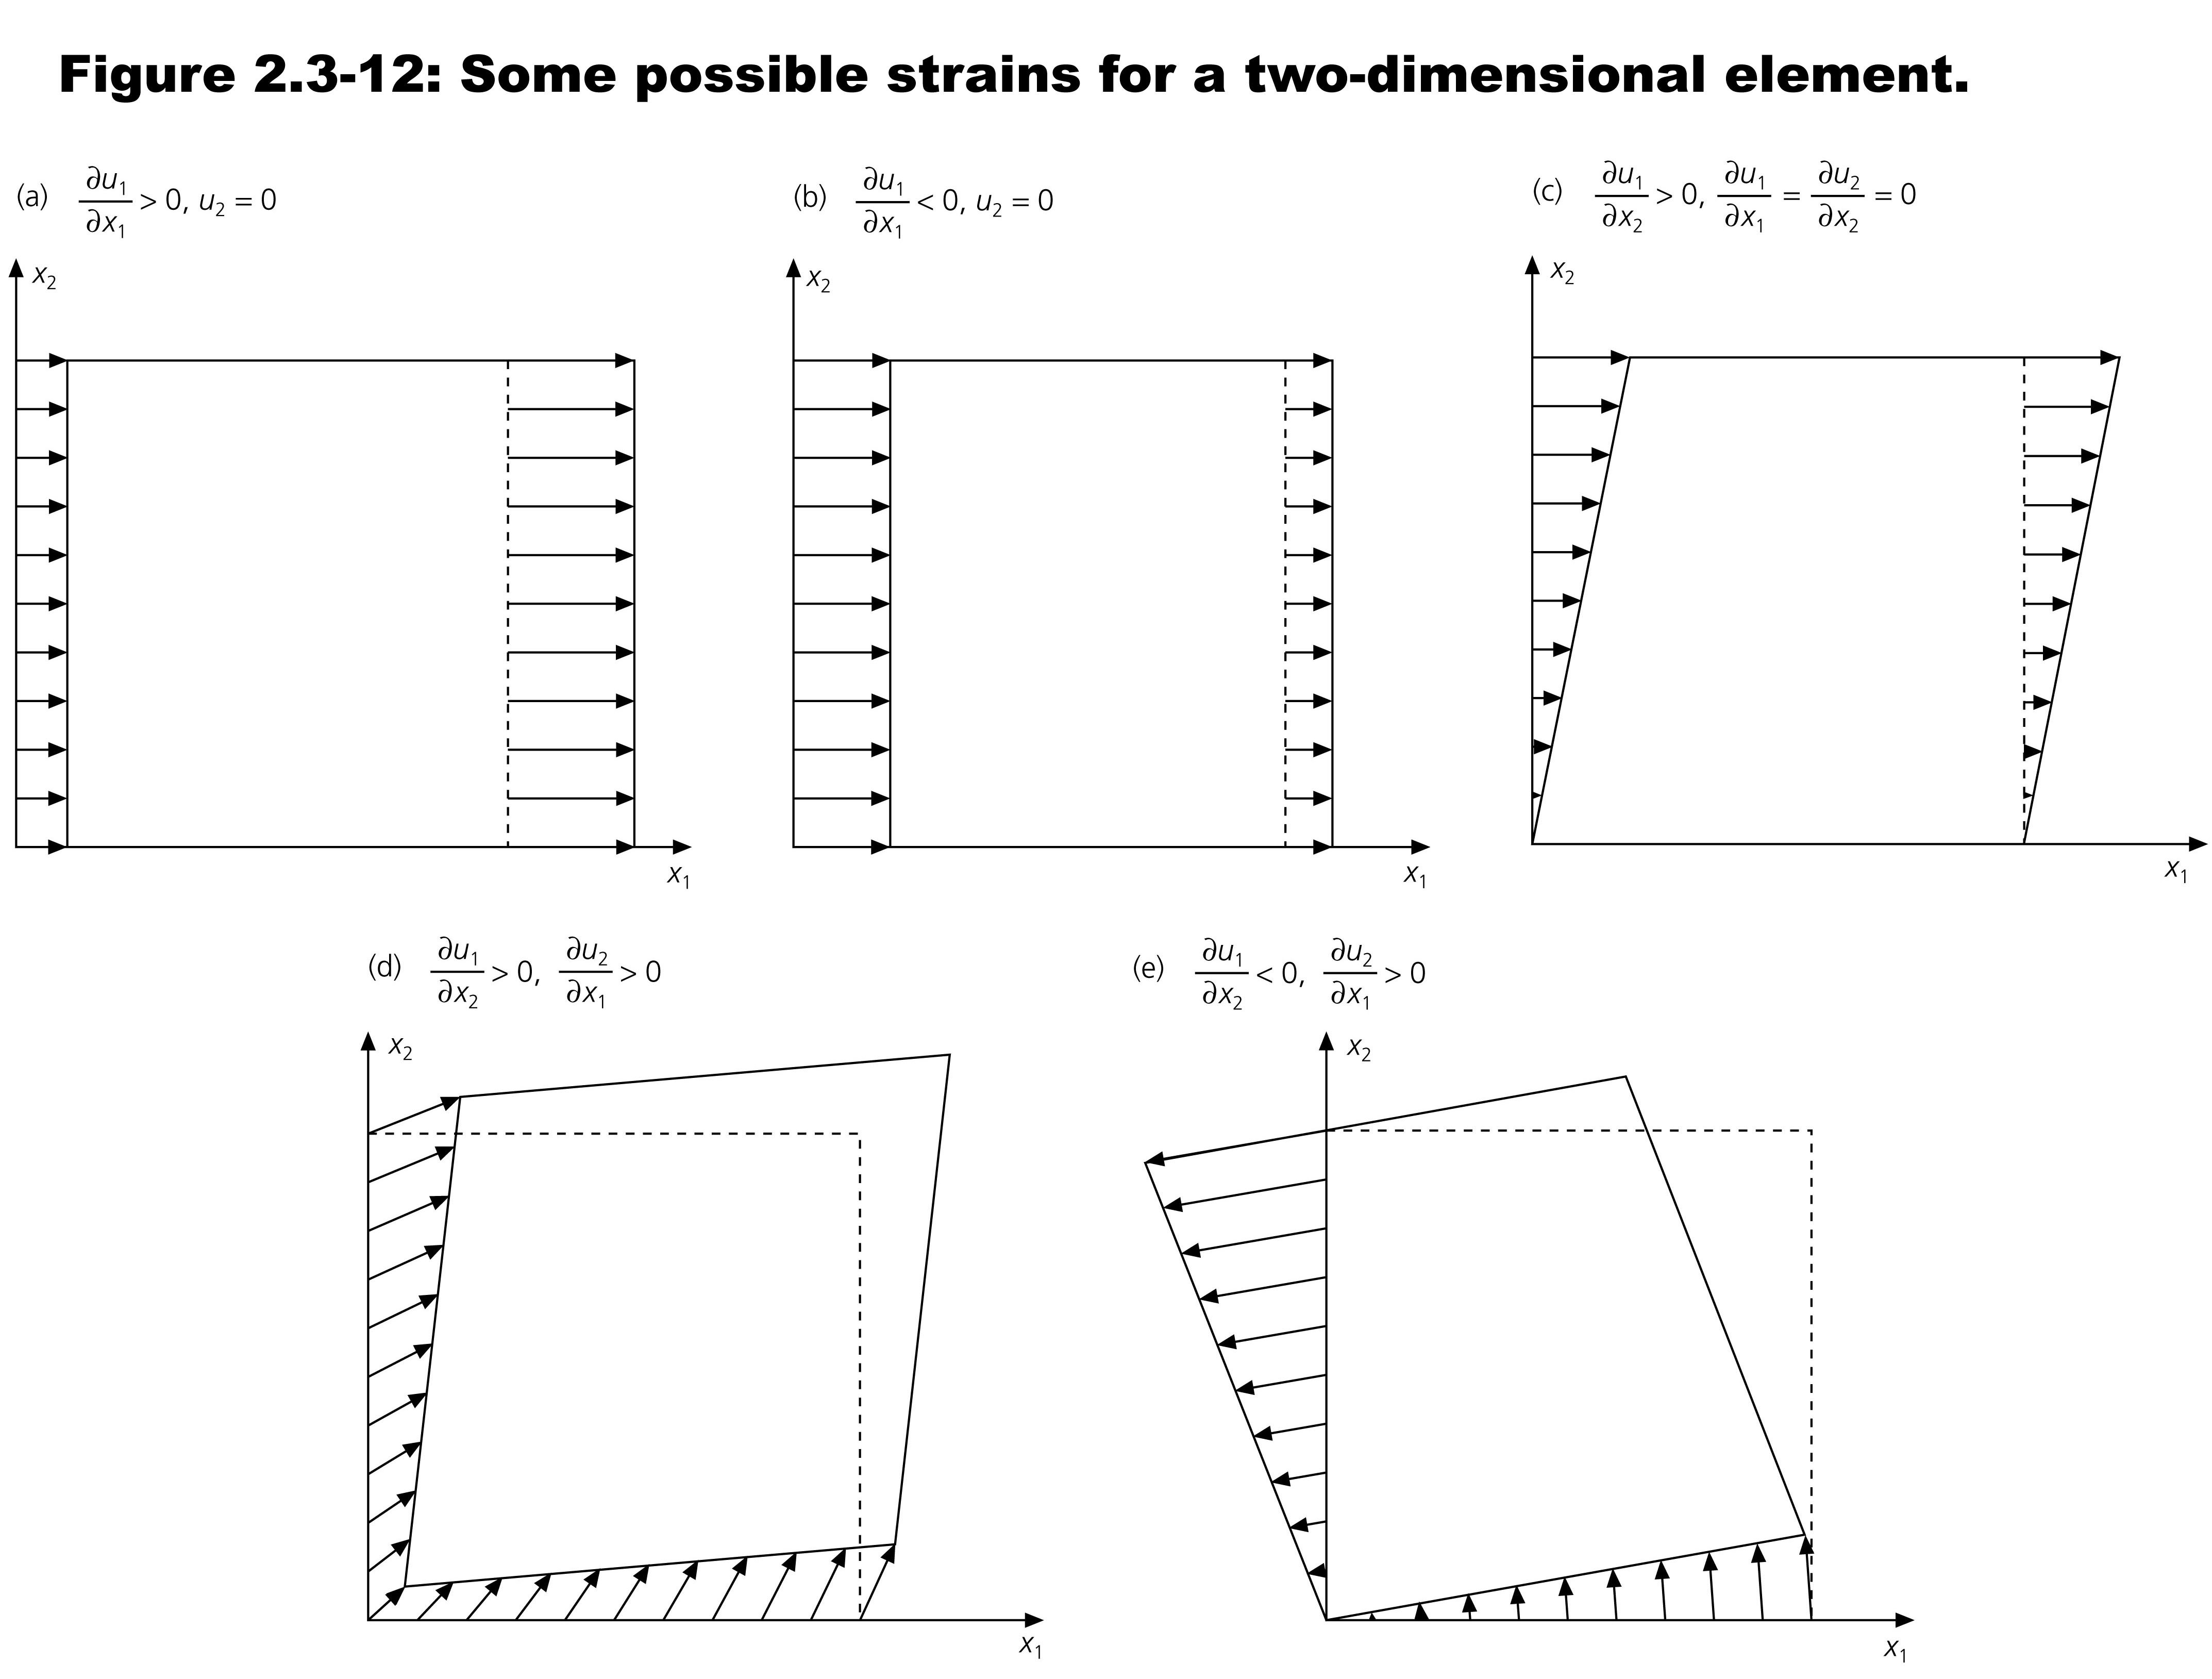 Figure 2.3-12: Some possible strains for a two-dimensional element.
(a) ∂u₁/∂x₁ > 0, u₂ = 0
(b) ∂u₁/∂x₁ < 0, u₂ = 0
(c) ∂u₁/∂x₂ > 0, ∂u₁/∂x₁ = ∂u₂/∂x₂ = 0
x₂
x₂
x₂
x₁
x₁
x₁
(d) ∂u₁/∂x₂ > 0, ∂u₂/∂x₁ > 0
(e) ∂u₁/∂x₂ < 0, ∂u₂/∂x₁ > 0
x₂
x₂
x₁
x₁